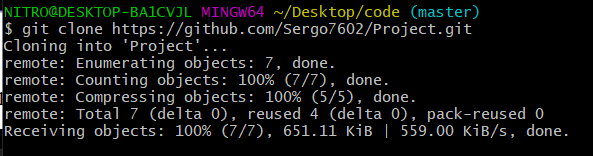 NITRO@DESKTOP-BA1CVJL MINGW64 ~/Desktop/code (master)
$ git clone https://github.com/Sergo7602/Project.git
Cloning into 'Project'...
remote: Enumerating objects: 7, done.
remote: Counting objects: 100% (7/7), done.
remote: Compressing objects: 100% (5/5), done.
remote: Total 7 (delta 0), reused 4 (delta 0), pack-reused 0
Receiving objects: 100% (7/7), 651.11 KiB | 559.00 KiB/s, done.